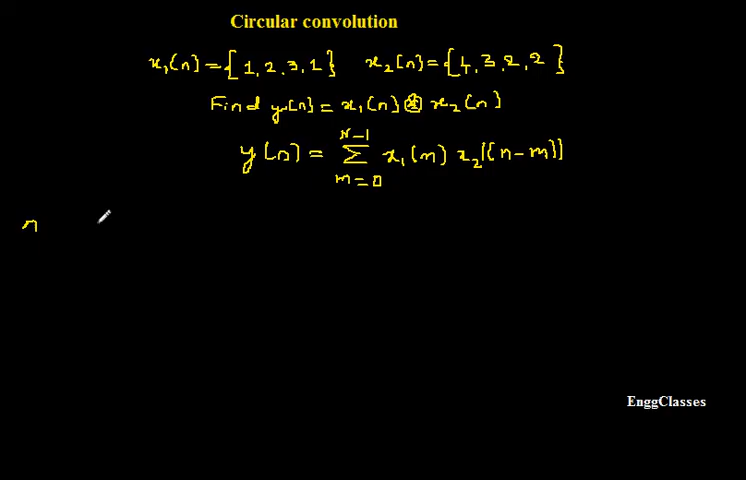 Circular convolution
x₁(n) = {1, 2, 3, 1} x₂(n) = {4, 3, 2, 2}
Find y(n) = x₁(n) ④ x₂(n)
y(n) = N-1 Σ m=0 x₁(m) x₂((n-m))
n
EnggClasses